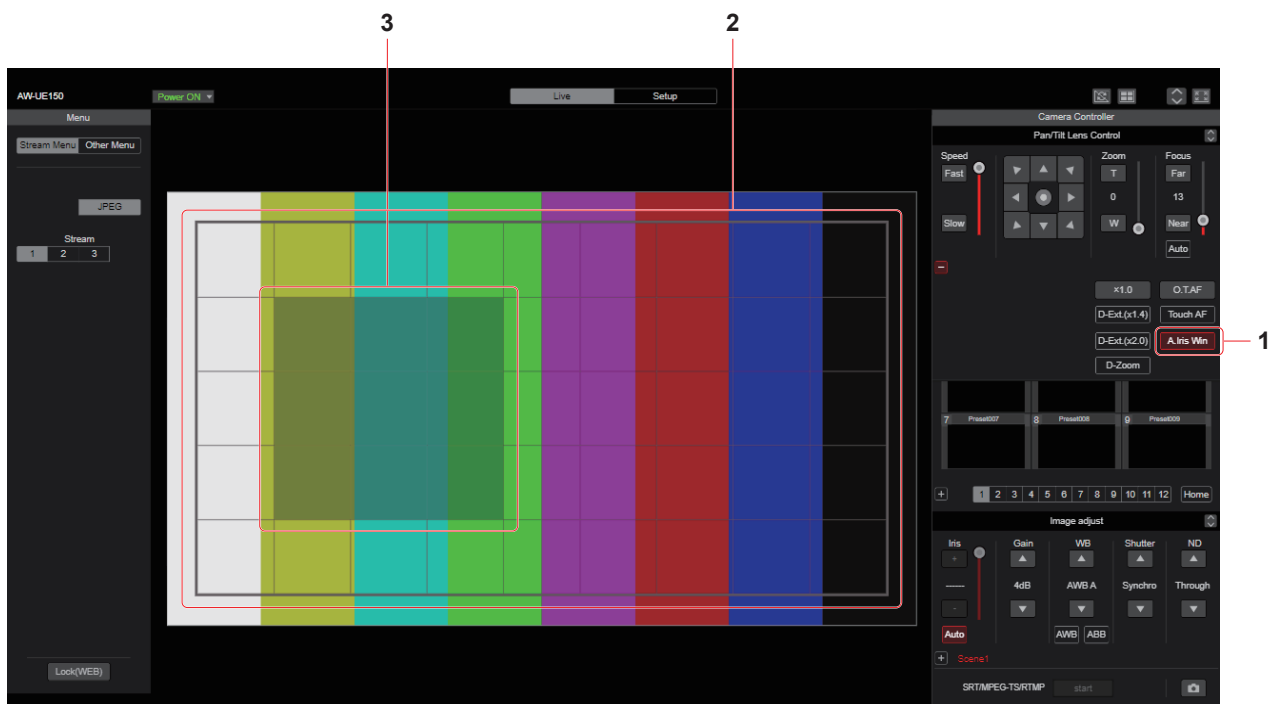 3 2
AW-UE150 Power ON Live Setup
Menu
Stream Menu Other Menu
JPEG
Stream
1 2 3
Lock(WEB)
Camera Controller
Pan/Tilt Lens Control
Speed Zoom Focus
Fast T Far
0 13
Slow W Near
Auto
×1.0 O.T.AF
D-Ext.(x1.4) Touch AF
D-Ext.(x2.0) A.Iris Win 1
D-Zoom
7 Preset007 8 Preset008 9 Preset009
+ 1 2 3 4 5 6 7 8 9 10 11 12 Home
Image adjust
Iris Gain WB Shutter ND
+
---- 4dB AWB A Synchro Through
-
Auto AWB ABB
+ Scene1
SRT/MPEG-TS/RTMP start